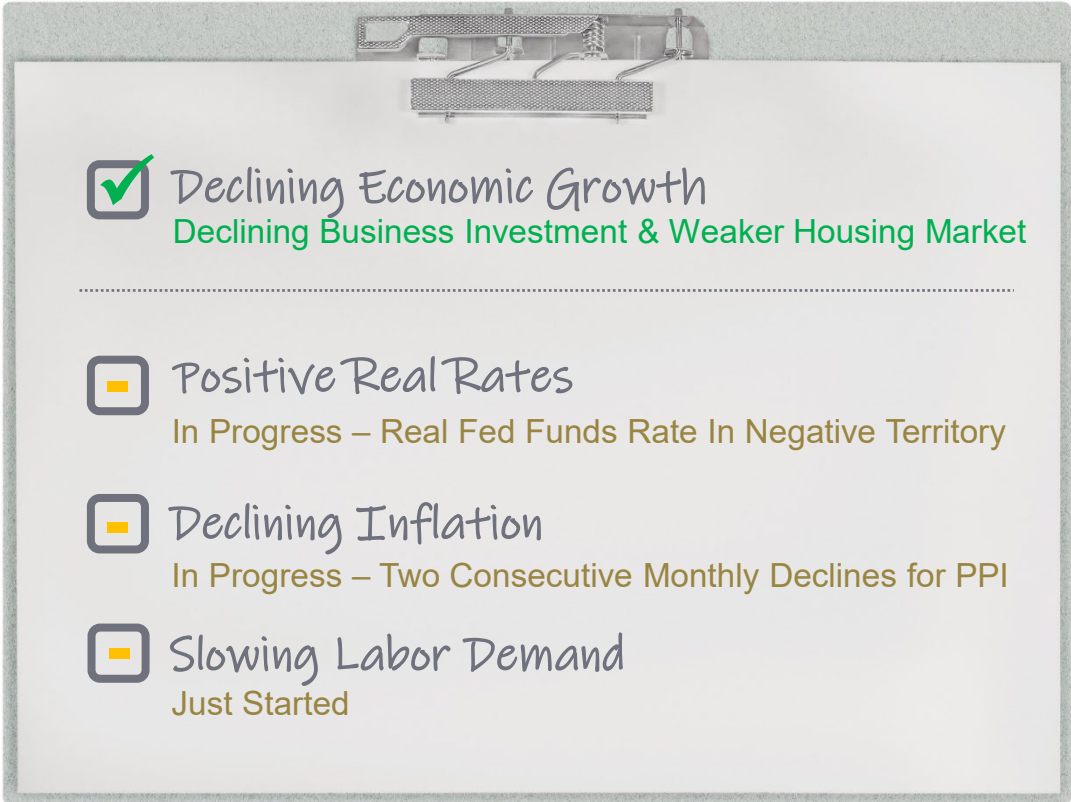 Declining Economic Growth
Declining Business Investment & Weaker Housing Market
Positive Real Rates
In Progress – Real Fed Funds Rate In Negative Territory
Declining Inflation
In Progress – Two Consecutive Monthly Declines for PPI
Slowing Labor Demand
Just Started